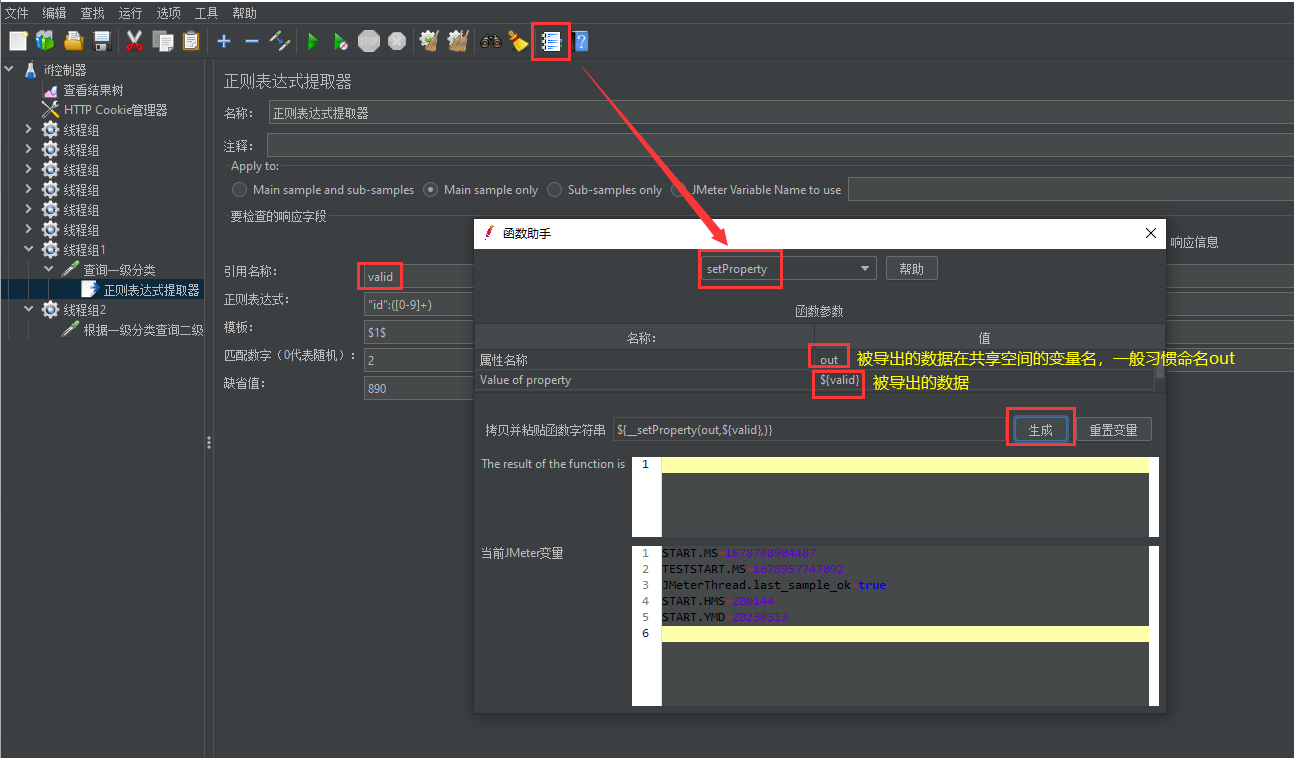 文件 编辑 查找 运行 选项 工具 帮助
if控制器
查看结果树
HTTP Cookie管理器
线程组
线程组
线程组
线程组
线程组
线程组
线程组1
查询一级分类
正则表达式提取器
线程组2
根据一级分类查询二级
正则表达式提取器
名称: 正则表达式提取器
注释:
Apply to:
Main sample and sub-samples Main sample only Sub-samples only JMeter Variable Name to use
要检查的响应字段
响应信息
引用名称: valid
正则表达式: "id":([0-9]+)
模板: $1$
匹配数字（0代表随机）: 2
缺省值: 890
函数助手
setProperty 帮助
函数参数
名称: 值
属性名称 out 被导出的数据在共享空间的变量名，一般习惯命名out
Value of property ${valid} 被导出的数据
拷贝并粘贴函数字符串 ${__setProperty(out,${valid},)} 生成 重置变量
The result of the function is 1
当前JMeter变量
1 START.MS=1678708904487
2 TESTSTART.MS=1678957747092
3 JMeterThread.last_sample_ok=true
4 START.HMS=200144
5 START.YMD=20230313
6